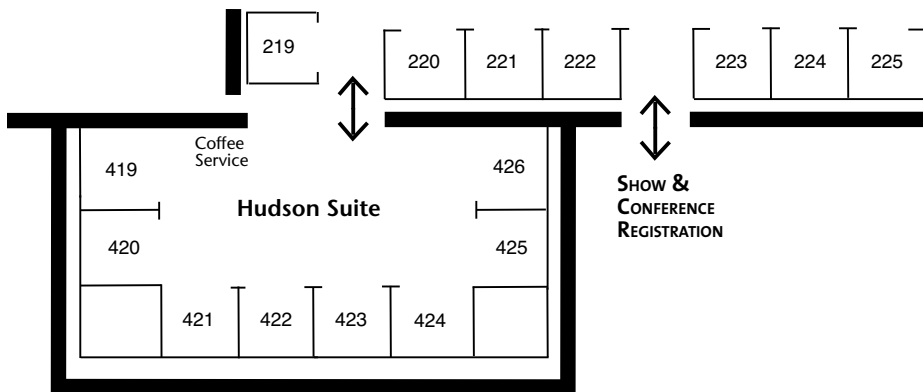 219
220
221
222
223
224
225
Coffee
Service
419
426
Hudson Suite
Show &
Conference
Registration
420
425
421
422
423
424